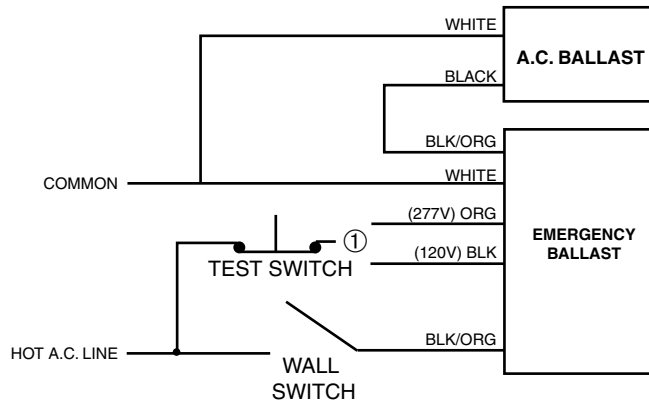 WHITE
A.C. BALLAST
BLACK
BLK/ORG
COMMON
WHITE
(277V) ORG
①
EMERGENCY
BALLAST
(120V) BLK
TEST SWITCH
HOT A.C. LINE
BLK/ORG
WALL
SWITCH